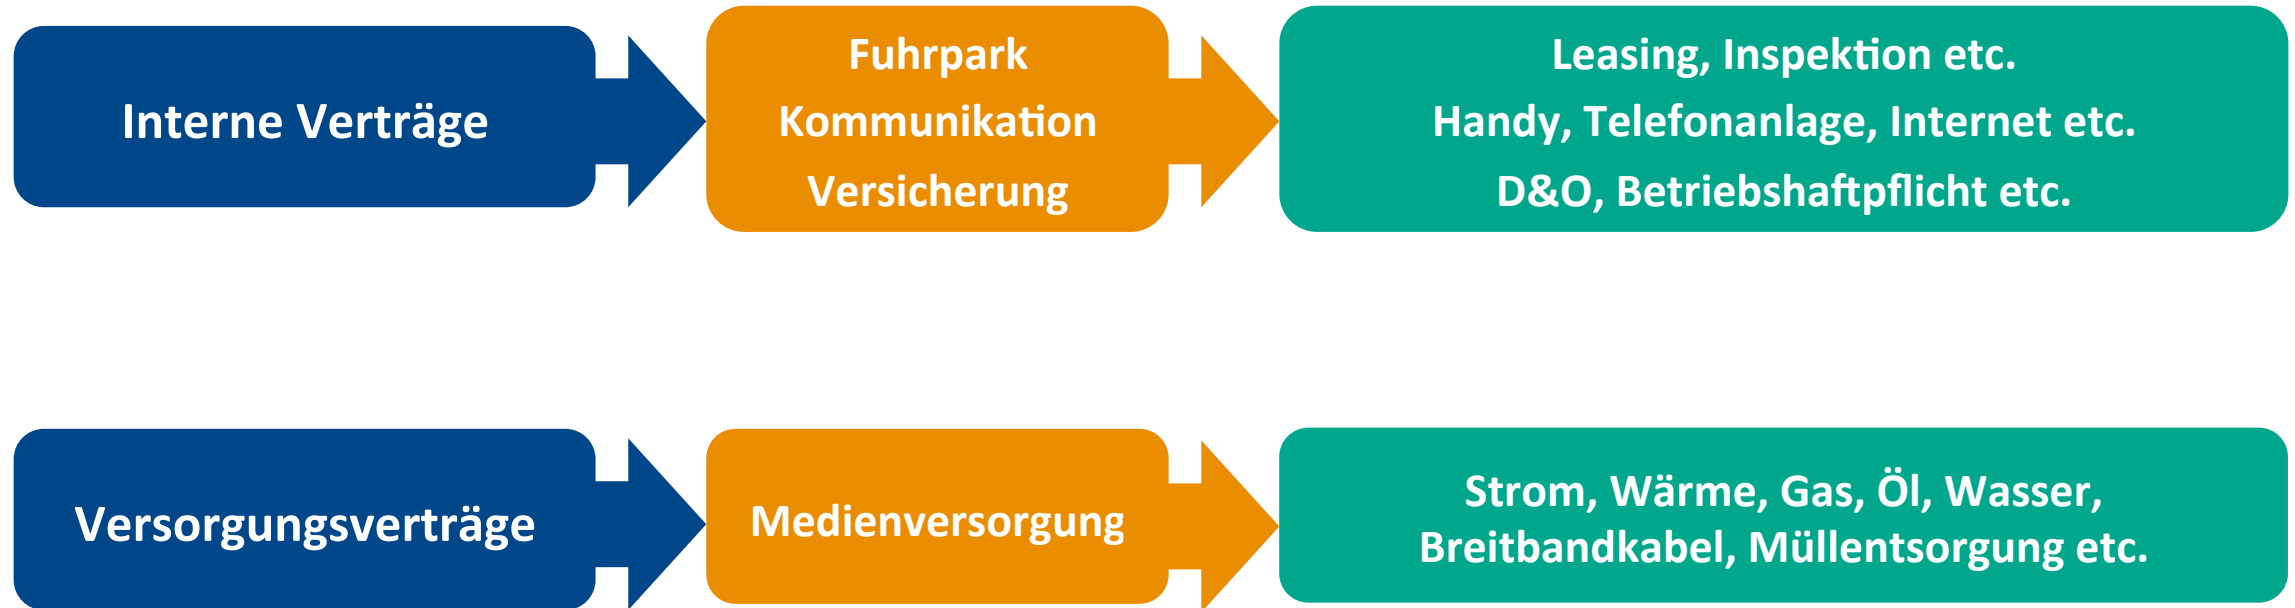 Interne Verträge
Fuhrpark
Kommunikation
Versicherung
Leasing, Inspektion etc.
Handy, Telefonanlage, Internet etc.
D&O, Betriebshaftpflicht etc.
Versorgungsverträge
Medienversorgung
Strom, Wärme, Gas, Öl, Wasser,
Breitbandkabel, Müllentsorgung etc.